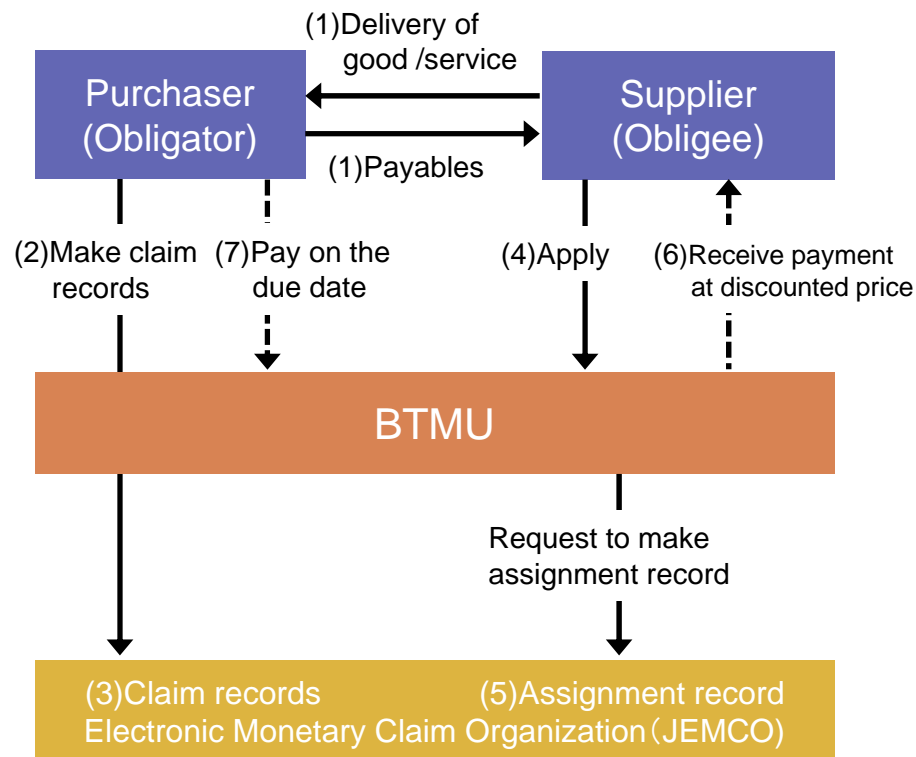 (1)Delivery of
good /service
Purchaser
(Obligator)
Supplier
(Obligee)
(1)Payables
(2)Make claim
records
(7)Pay on the
due date
(4)Apply
(6)Receive payment
at discounted price
BTMU
Request to make
assignment record
(3)Claim records
(5)Assignment record
Electronic Monetary Claim Organization（JEMCO）